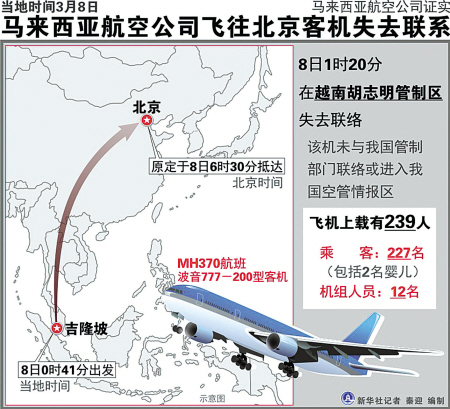 当地时间3月8日
马来西亚航空公司证实
马来西亚航空公司飞往北京客机失去联系
8日1时20分
在越南胡志明管制区
失去联络
该机未与我国管制
部门联络或进入我
国空管情报区
飞机上载有239人
乘 客：227名
（包括2名婴儿）
机组人员：12名
北京
原定于8日6时30分抵达
北京时间
MH370航班
波音777－200型客机
吉隆坡
8日0时41分出发
当地时间
示意图
新华社记者 秦迎 编制